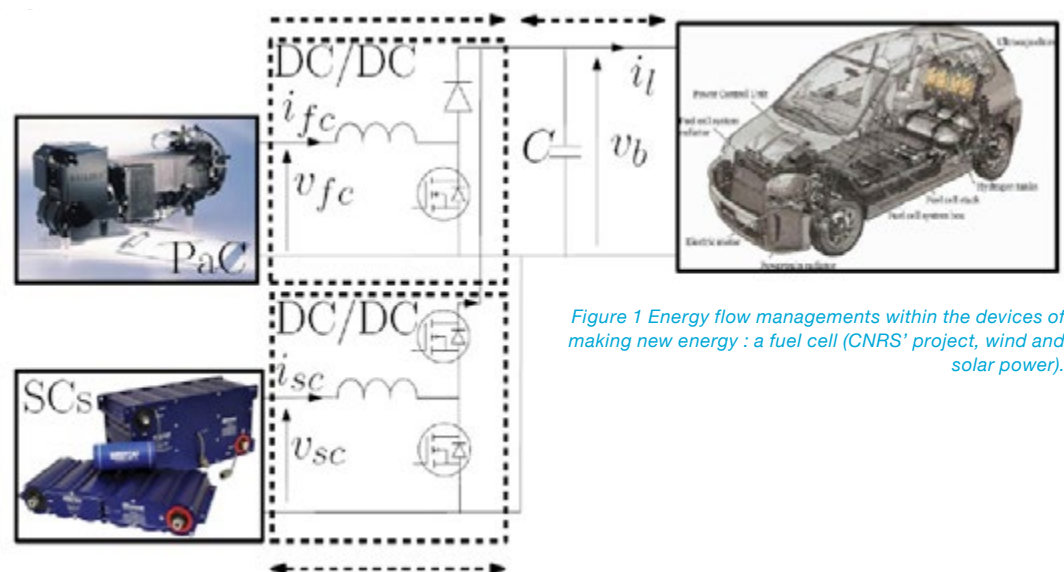 DC/DC
i_fc
v_fc
PaC
C
v_b
i_l
Ultracapacitor
Power Control Unit
Fuel cell system
radiator
Hydrogen tanks
Fuel cell stack
Fuel cell system box
Electric motor
Powertrain radiator
DC/DC
SCs
i_sc
v_sc
Figure 1 Energy flow managements within the devices of
making new energy : a fuel cell (CNRS' project, wind and
solar power).